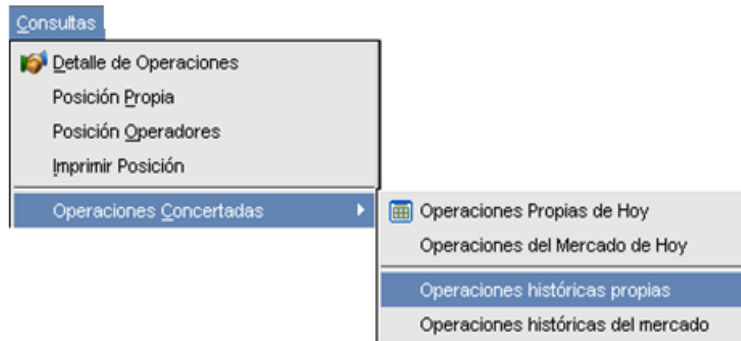 Consultas
Detalle de Operaciones
Posición Propia
Posición Operadores
Imprimir Posición
Operaciones Concertadas
Operaciones Propias de Hoy
Operaciones del Mercado de Hoy
Operaciones históricas propias
Operaciones históricas del mercado